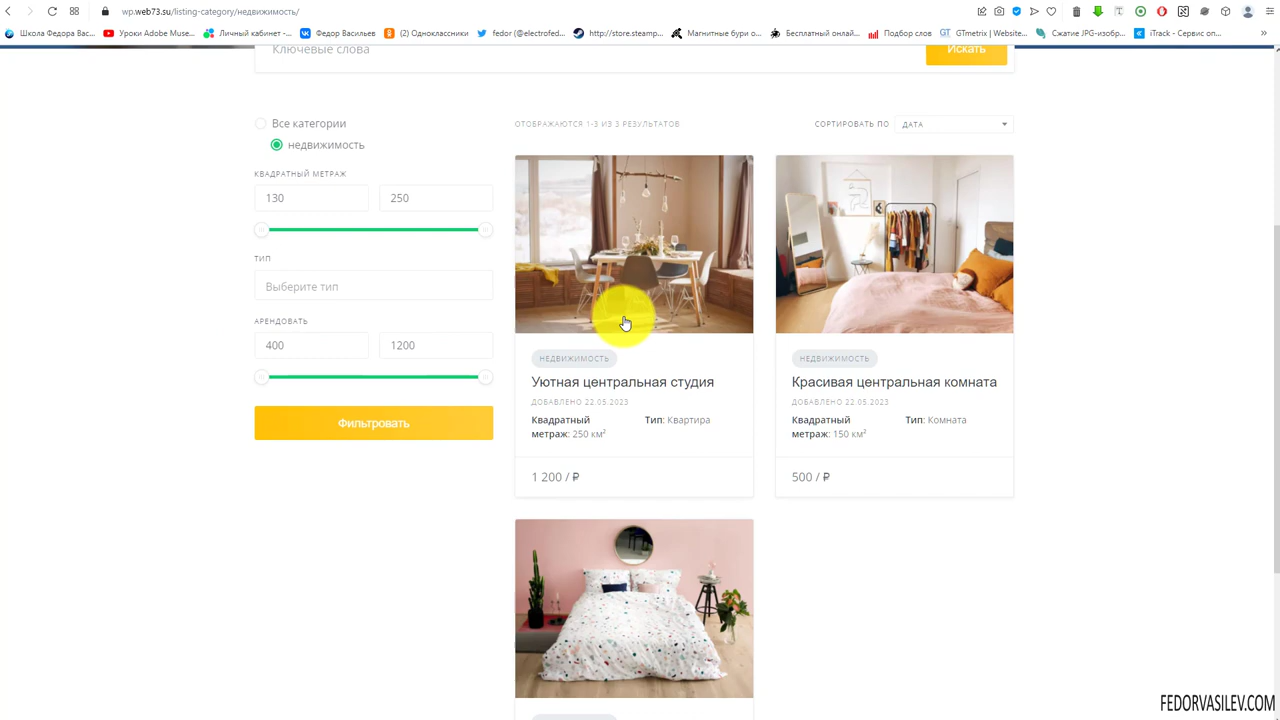 wp.web73.su/listing-category/недвижимость/
Школа Федора Вас...
Уроки Adobe Muse...
Личный кабинет -...
Федор Васильев
(2) Одноклассники
fedor (@electrofed...
http://store.steamp...
Магнитные бури о...
Бесплатный онлай...
Подбор слов
GT GTmetrix | Website...
Сжатие JPG-изобр...
iTrack - Сервис оп...
»
Ключевые слова
Искать
Все категории
недвижимость
КВАДРАТНЫЙ МЕТРАЖ
130
250
ТИП
Выберите тип
АРЕНДОВАТЬ
400
1200
Фильтровать
ОТОБРАЖАЮТСЯ 1-3 ИЗ 3 РЕЗУЛЬТАТОВ
СОРТИРОВАТЬ ПО
ДАТА
НЕДВИЖИМОСТЬ
Уютная центральная студия
ДОБАВЛЕНО 22.05.2023
Квадратный
метраж: 250 км²
Тип: Квартира
1 200 / ₽
НЕДВИЖИМОСТЬ
Красивая центральная комната
ДОБАВЛЕНО 22.05.2023
Квадратный
метраж: 150 км²
Тип: Комната
500 / ₽
FEDORVASILEV.COM